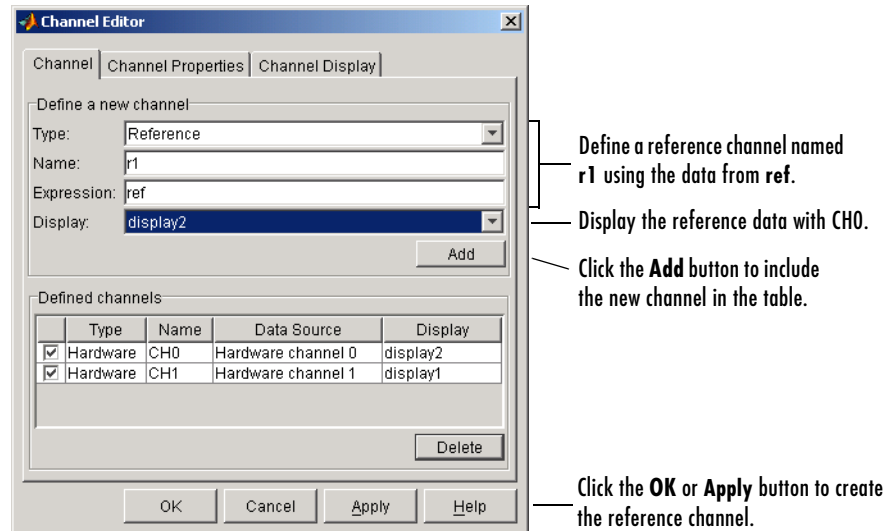 Channel Editor
Channel Channel Properties Channel Display
Define a new channel
Type: Reference
Name: r1
Expression: ref
Display: display2
Add
Define a reference channel named
r1 using the data from ref.
Display the reference data with CH0.
Click the Add button to include
the new channel in the table.
Defined channels
Type Name Data Source Display
Hardware CH0 Hardware channel 0 display2
Hardware CH1 Hardware channel 1 display1
Delete
OK Cancel Apply Help
Click the OK or Apply button to create
the reference channel.